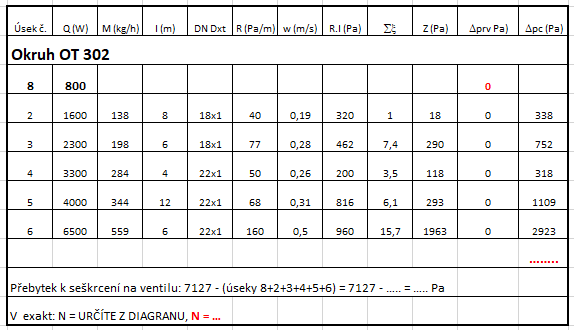 Úsek č. Q (W) M (kg/h) l (m) DN Dxt R (Pa/m) w (m/s) R.l (Pa) Σξ Z (Pa) Δprv Pa) Δpc (Pa)
Okruh OT 302
8 800 0
2 1600 138 8 18x1 40 0,19 320 1 18 0 338
3 2300 198 6 18x1 77 0,28 462 7,4 290 0 752
4 3300 284 4 22x1 50 0,26 200 3,5 118 0 318
5 4000 344 12 22x1 68 0,31 816 6,1 293 0 1109
6 6500 559 6 22x1 160 0,5 960 15,7 1963 0 2923
........
Přebytek k seškrcení na ventilu: 7127 - (úseky 8+2+3+4+5+6) = 7127 - ..... = ..... Pa
V exakt: N = URČÍTE Z DIAGRANU, N = ...